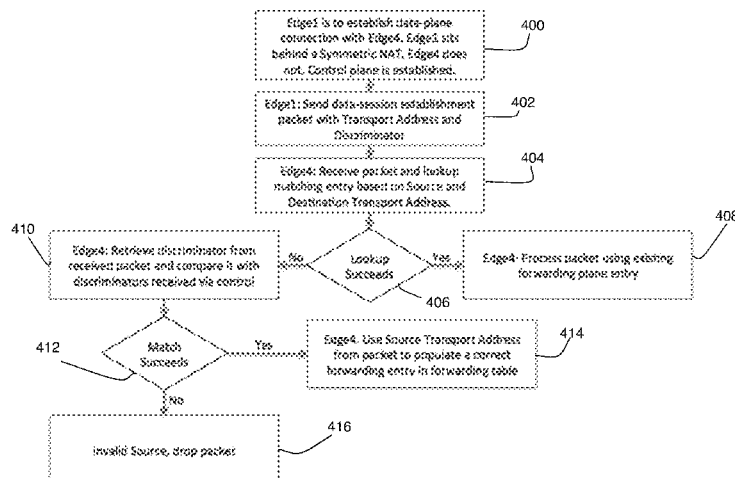 Edge1 is to establish data-plane
connection with Edge4. Edge1 sits
behind a Symmetric NAT. Edge4 does
not. Control plane is established.
400
Edge1: Send data-session establishment
packet with Transport Address and
Discriminator
402
Edge4: Receive packet and lookup
matching entry based on Source and
Destination Transport Address.
404
410
Edge4: Retrieve discriminator from
received packet and compare it with
discriminators received via control
No
Lookup
Succeeds
Yes
406
Edge4: Process packet using existing
forwarding plane entry
408
412
Match
Succeeds
Yes
Edge4: Use Source Transport Address
from packet to populate a correct
forwarding entry in forwarding table
414
No
Invalid Source, drop packet
416